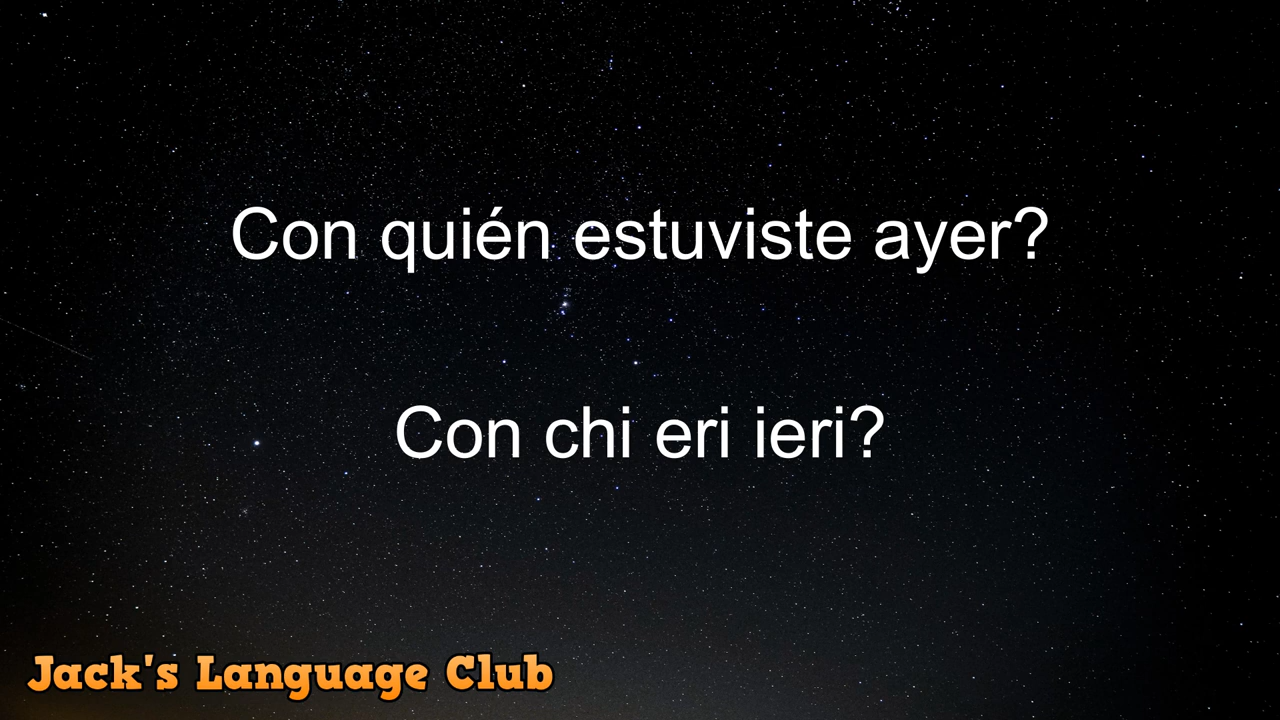 Con quién estuviste ayer?
Con chi eri ieri?
Jack's Language Club